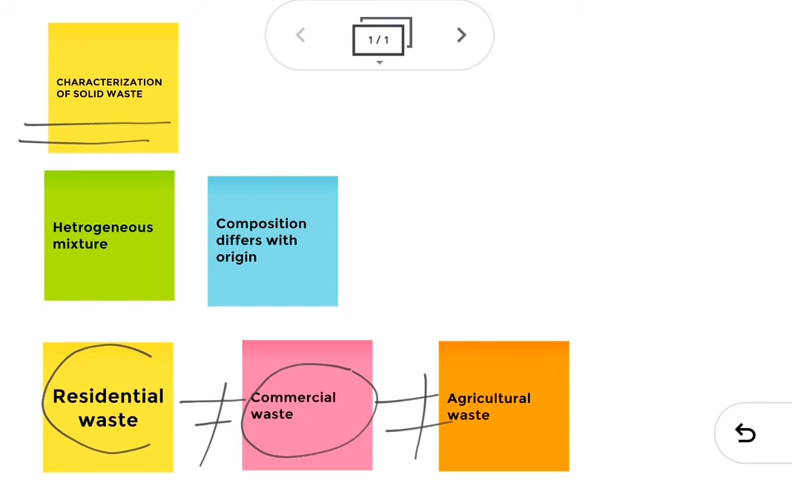 1 / 1
CHARACTERIZATION
OF SOLID WASTE
Hetrogeneous
mixture
Composition
differs with
origin
Residential
waste
≠
Commercial
waste
≠
Agricultural
waste